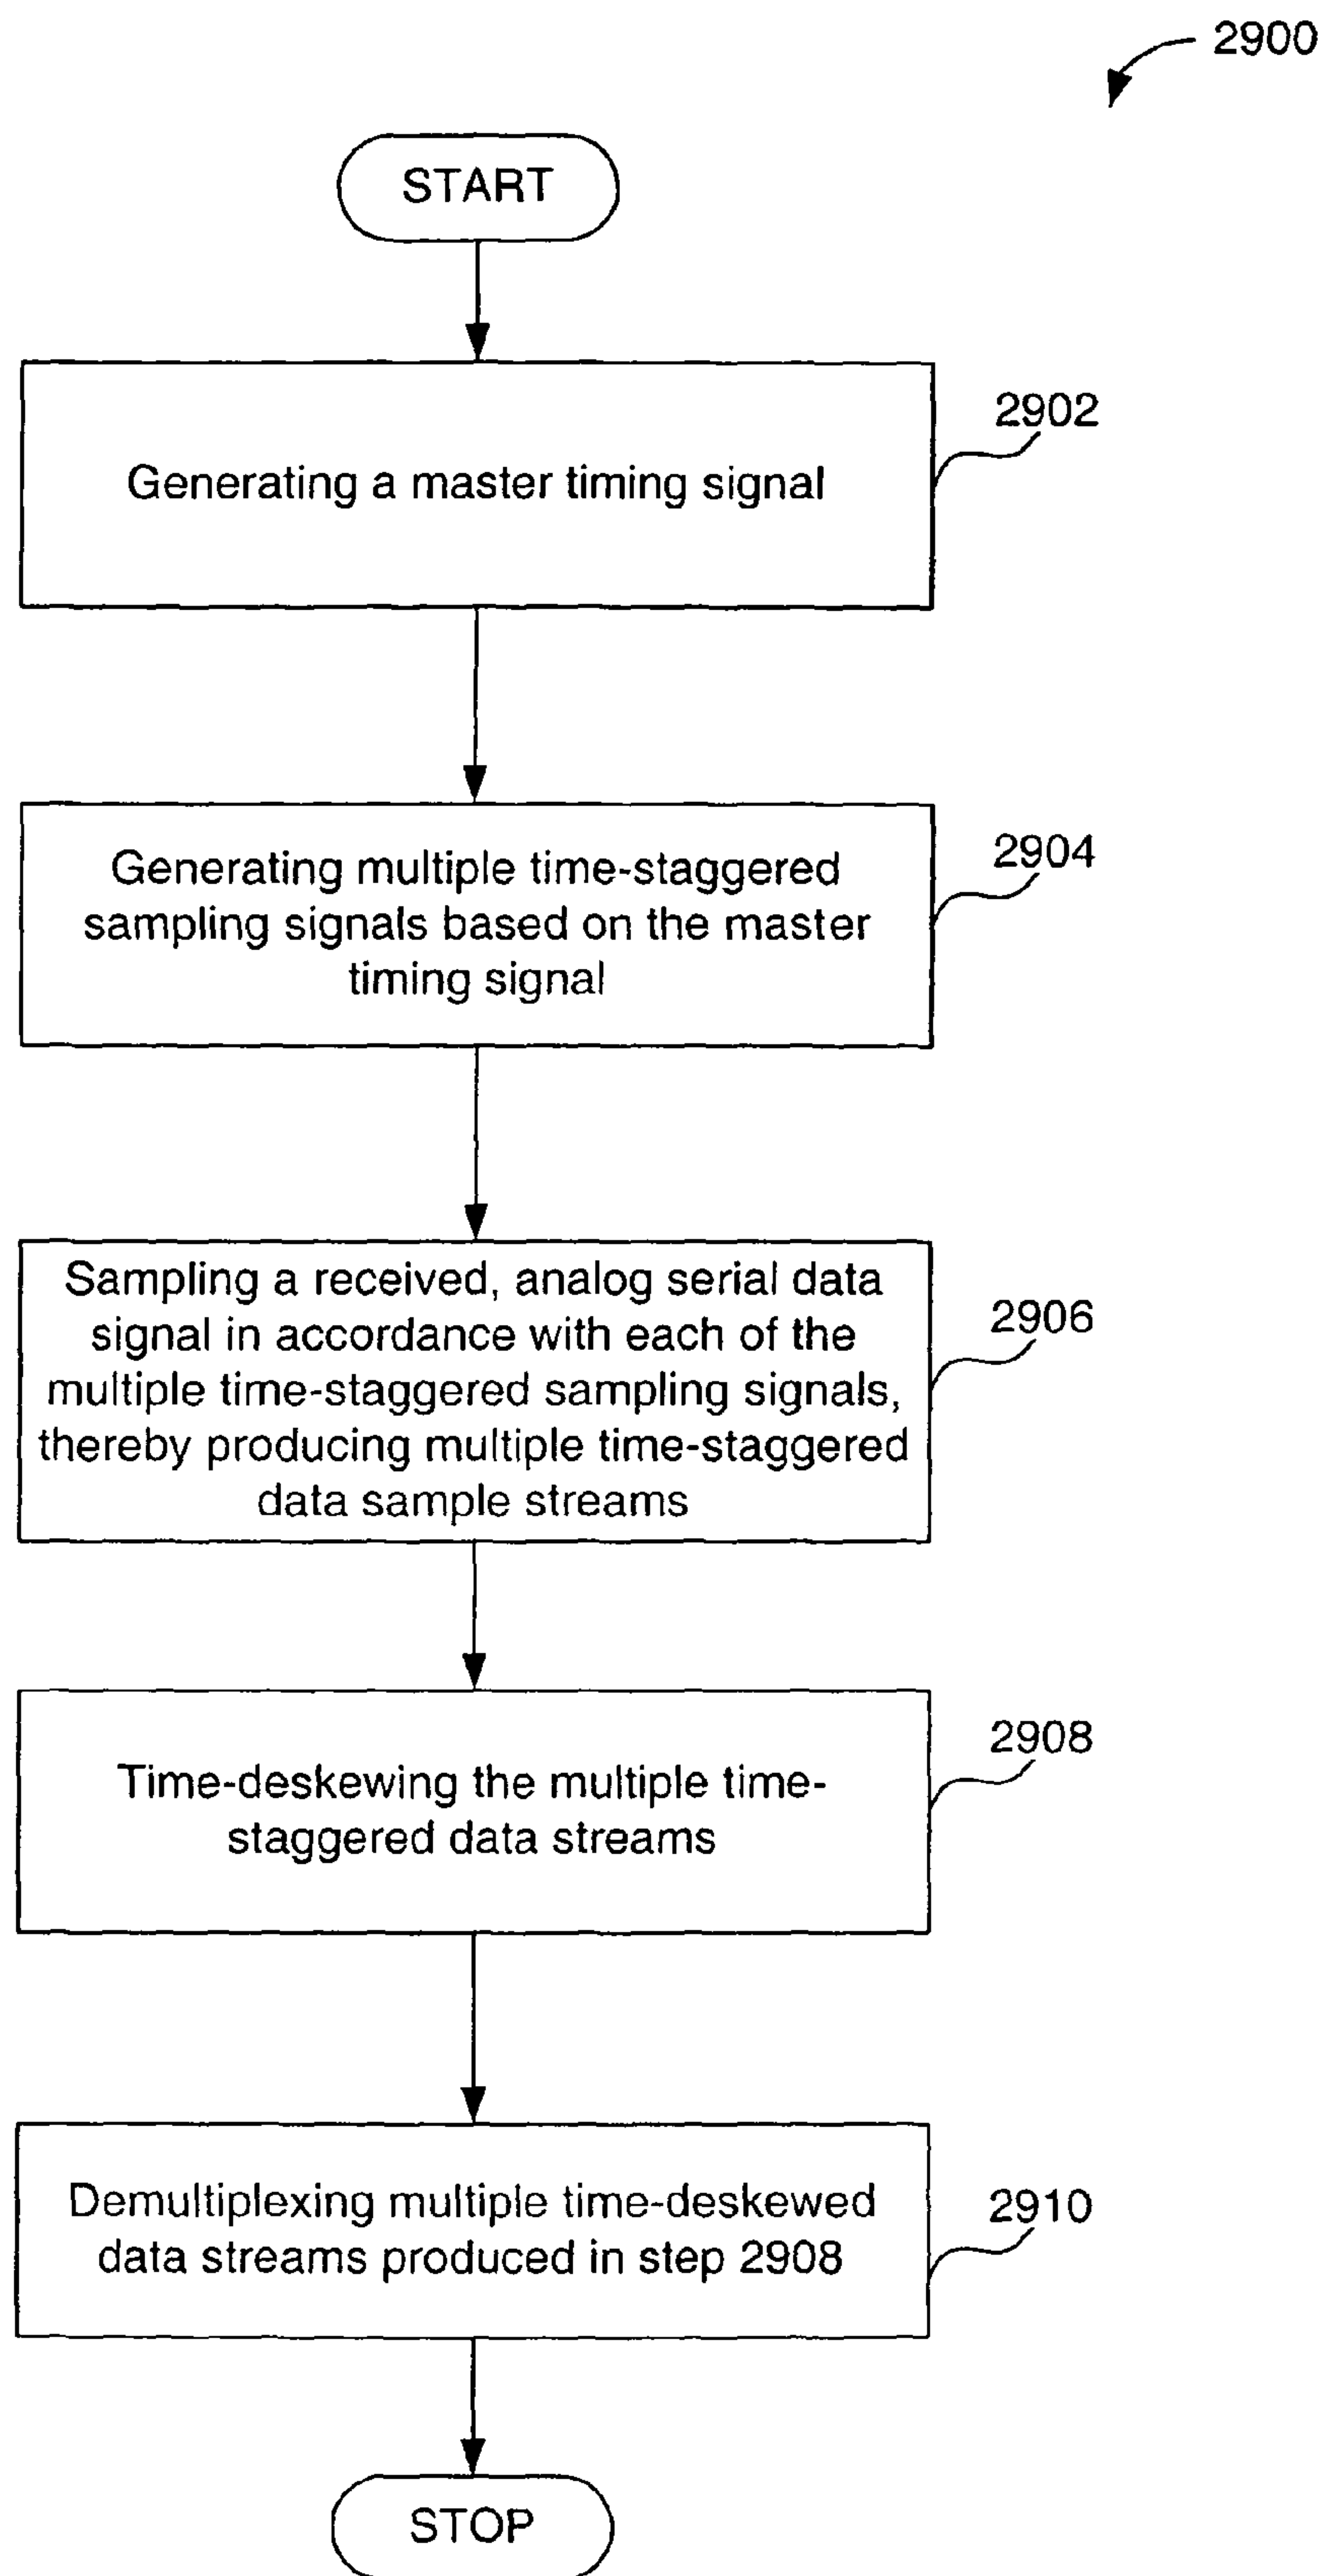 2900
START
2902
Generating a master timing signal
2904
Generating multiple time-staggered
sampling signals based on the master
timing signal
2906
Sampling a received, analog serial data
signal in accordance with each of the
multiple time-staggered sampling signals,
thereby producing multiple time-staggered
data sample streams
2908
Time-deskewing the multiple time-
staggered data streams
2910
Demultiplexing multiple time-deskewed
data streams produced in step 2908
STOP